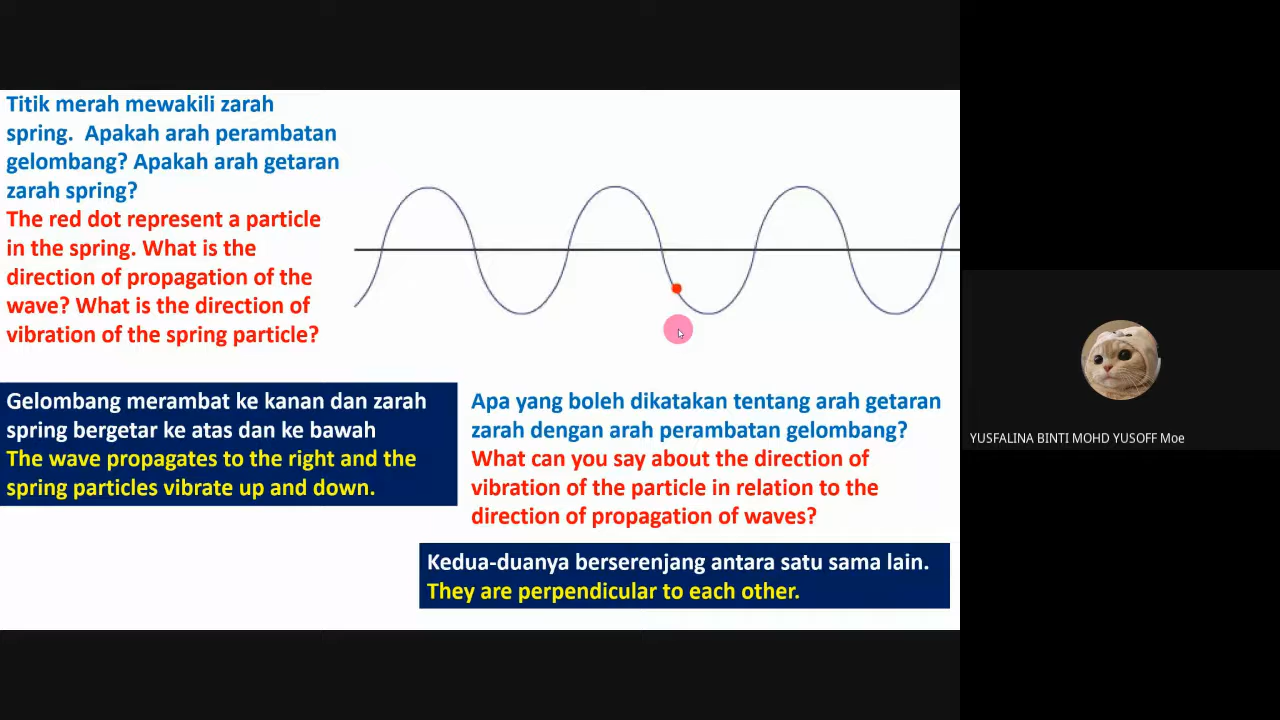 Titik merah mewakili zarah
spring.  Apakah arah perambatan
gelombang? Apakah arah getaran
zarah spring?
The red dot represent a particle
in the spring. What is the
direction of propagation of the
wave? What is the direction of
vibration of the spring particle?
Gelombang merambat ke kanan dan zarah
spring bergetar ke atas dan ke bawah
The wave propagates to the right and the
spring particles vibrate up and down.
Apa yang boleh dikatakan tentang arah getaran
zarah dengan arah perambatan gelombang?
What can you say about the direction of
vibration of the particle in relation to the
direction of propagation of waves?
Kedua-duanya berserenjang antara satu sama lain.
They are perpendicular to each other.
YUSFALINA BINTI MOHD YUSOFF Moe